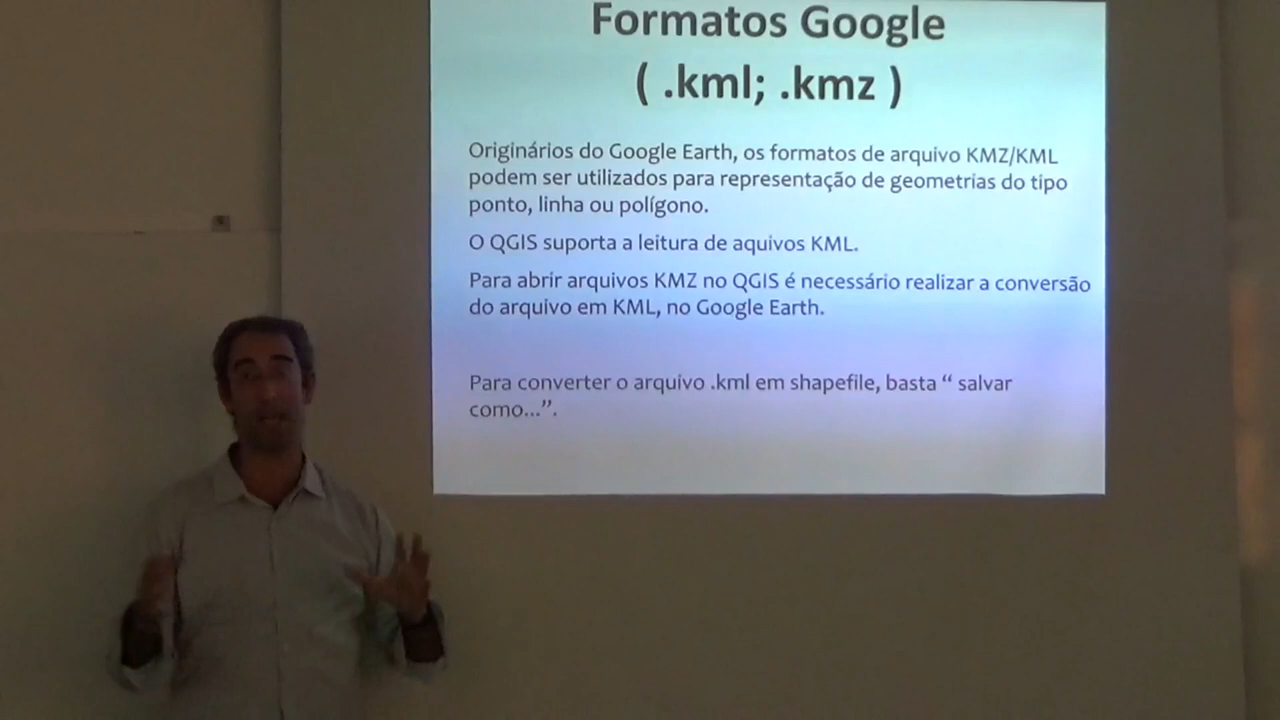 Formatos Google
( .kml; .kmz )
Originários do Google Earth, os formatos de arquivo KMZ/KML
podem ser utilizados para representação de geometrias do tipo
ponto, linha ou polígono.
O QGIS suporta a leitura de aquivos KML.
Para abrir arquivos KMZ no QGIS é necessário realizar a conversão
do arquivo em KML, no Google Earth.
Para converter o arquivo .kml em shapefile, basta “ salvar
como...”.